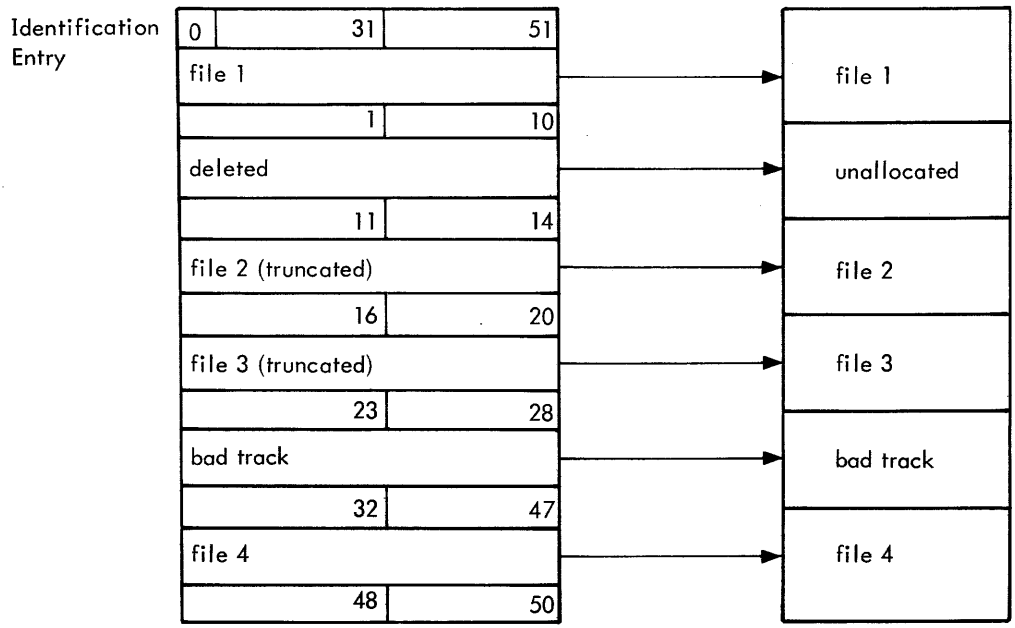 Identification
Entry
0 31 51
file 1
1 10
deleted
11 14
file 2 (truncated)
16 20
file 3 (truncated)
23 28
bad track
32 47
file 4
48 50
file 1
unallocated
file 2
file 3
bad track
file 4